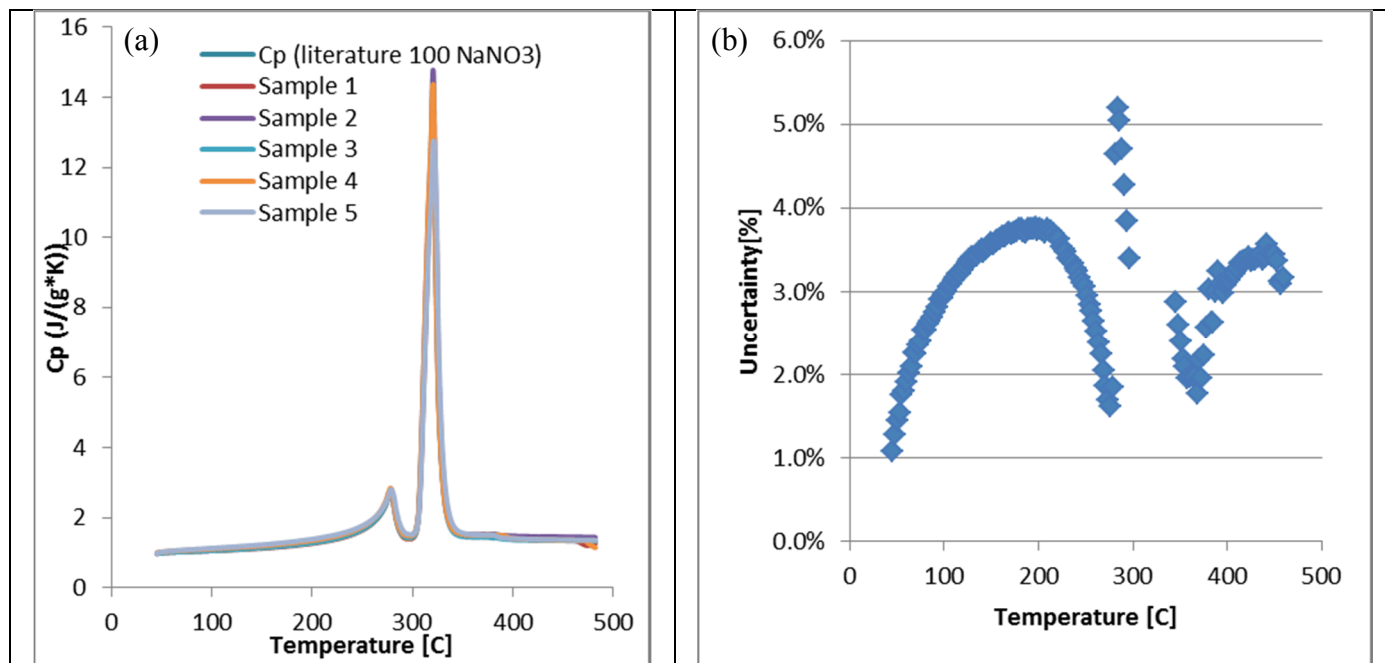 (a)
16
14
12
10
8
6
4
2
0
Cp (J/(g*K))
Cp (literature 100 NaNO3)
Sample 1
Sample 2
Sample 3
Sample 4
Sample 5
0 100 200 300 400 500
Temperature [C]
(b)
6.0%
5.0%
4.0%
3.0%
2.0%
1.0%
0.0%
Uncertainty[%]
0 100 200 300 400 500
Temperature [C]